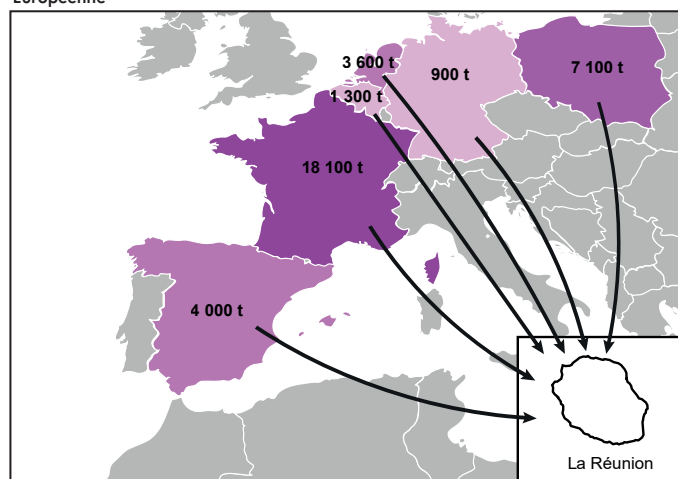 Européenne
3 600 t
900 t
7 100 t
1 300 t
18 100 t
4 000 t
La Réunion